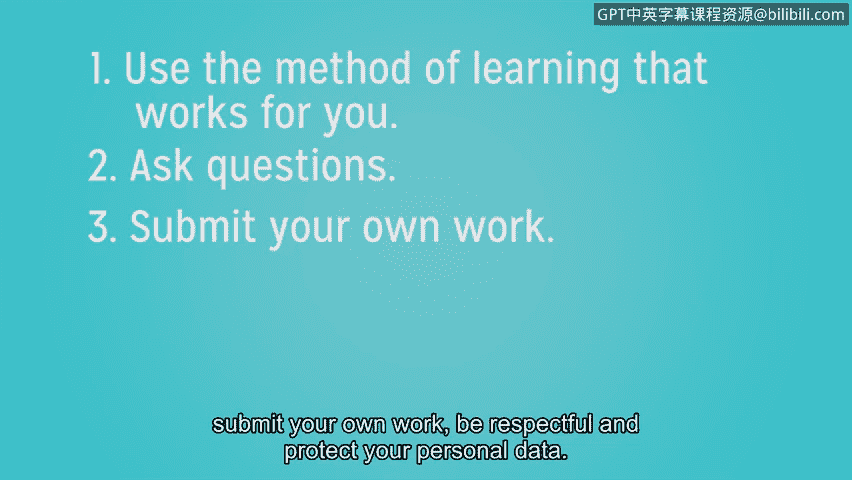 GPT中英字幕课程资源@bilibili.com
1. Use the method of learning that
works for you.
2. Ask questions.
3. Submit your own work.
submit your own work, be respectful and
protect your personal data.